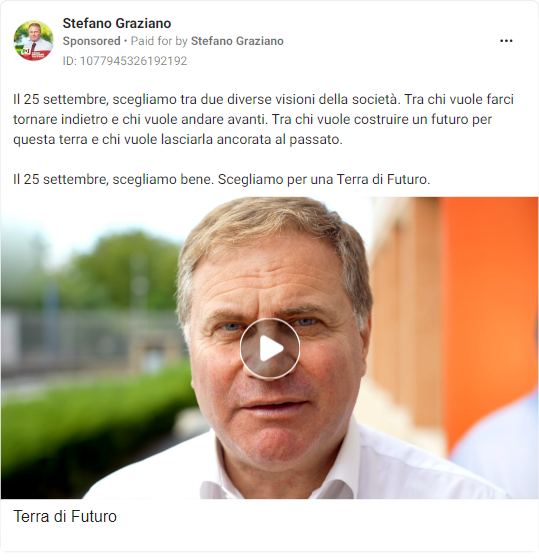 Stefano Graziano
Sponsored • Paid for by Stefano Graziano
ID: 1077945326192192
Il 25 settembre, scegliamo tra due diverse visioni della società. Tra chi vuole farci
tornare indietro e chi vuole andare avanti. Tra chi vuole costruire un futuro per
questa terra e chi vuole lasciarla ancorata al passato.
Il 25 settembre, scegliamo bene. Scegliamo per una Terra di Futuro.
Terra di Futuro